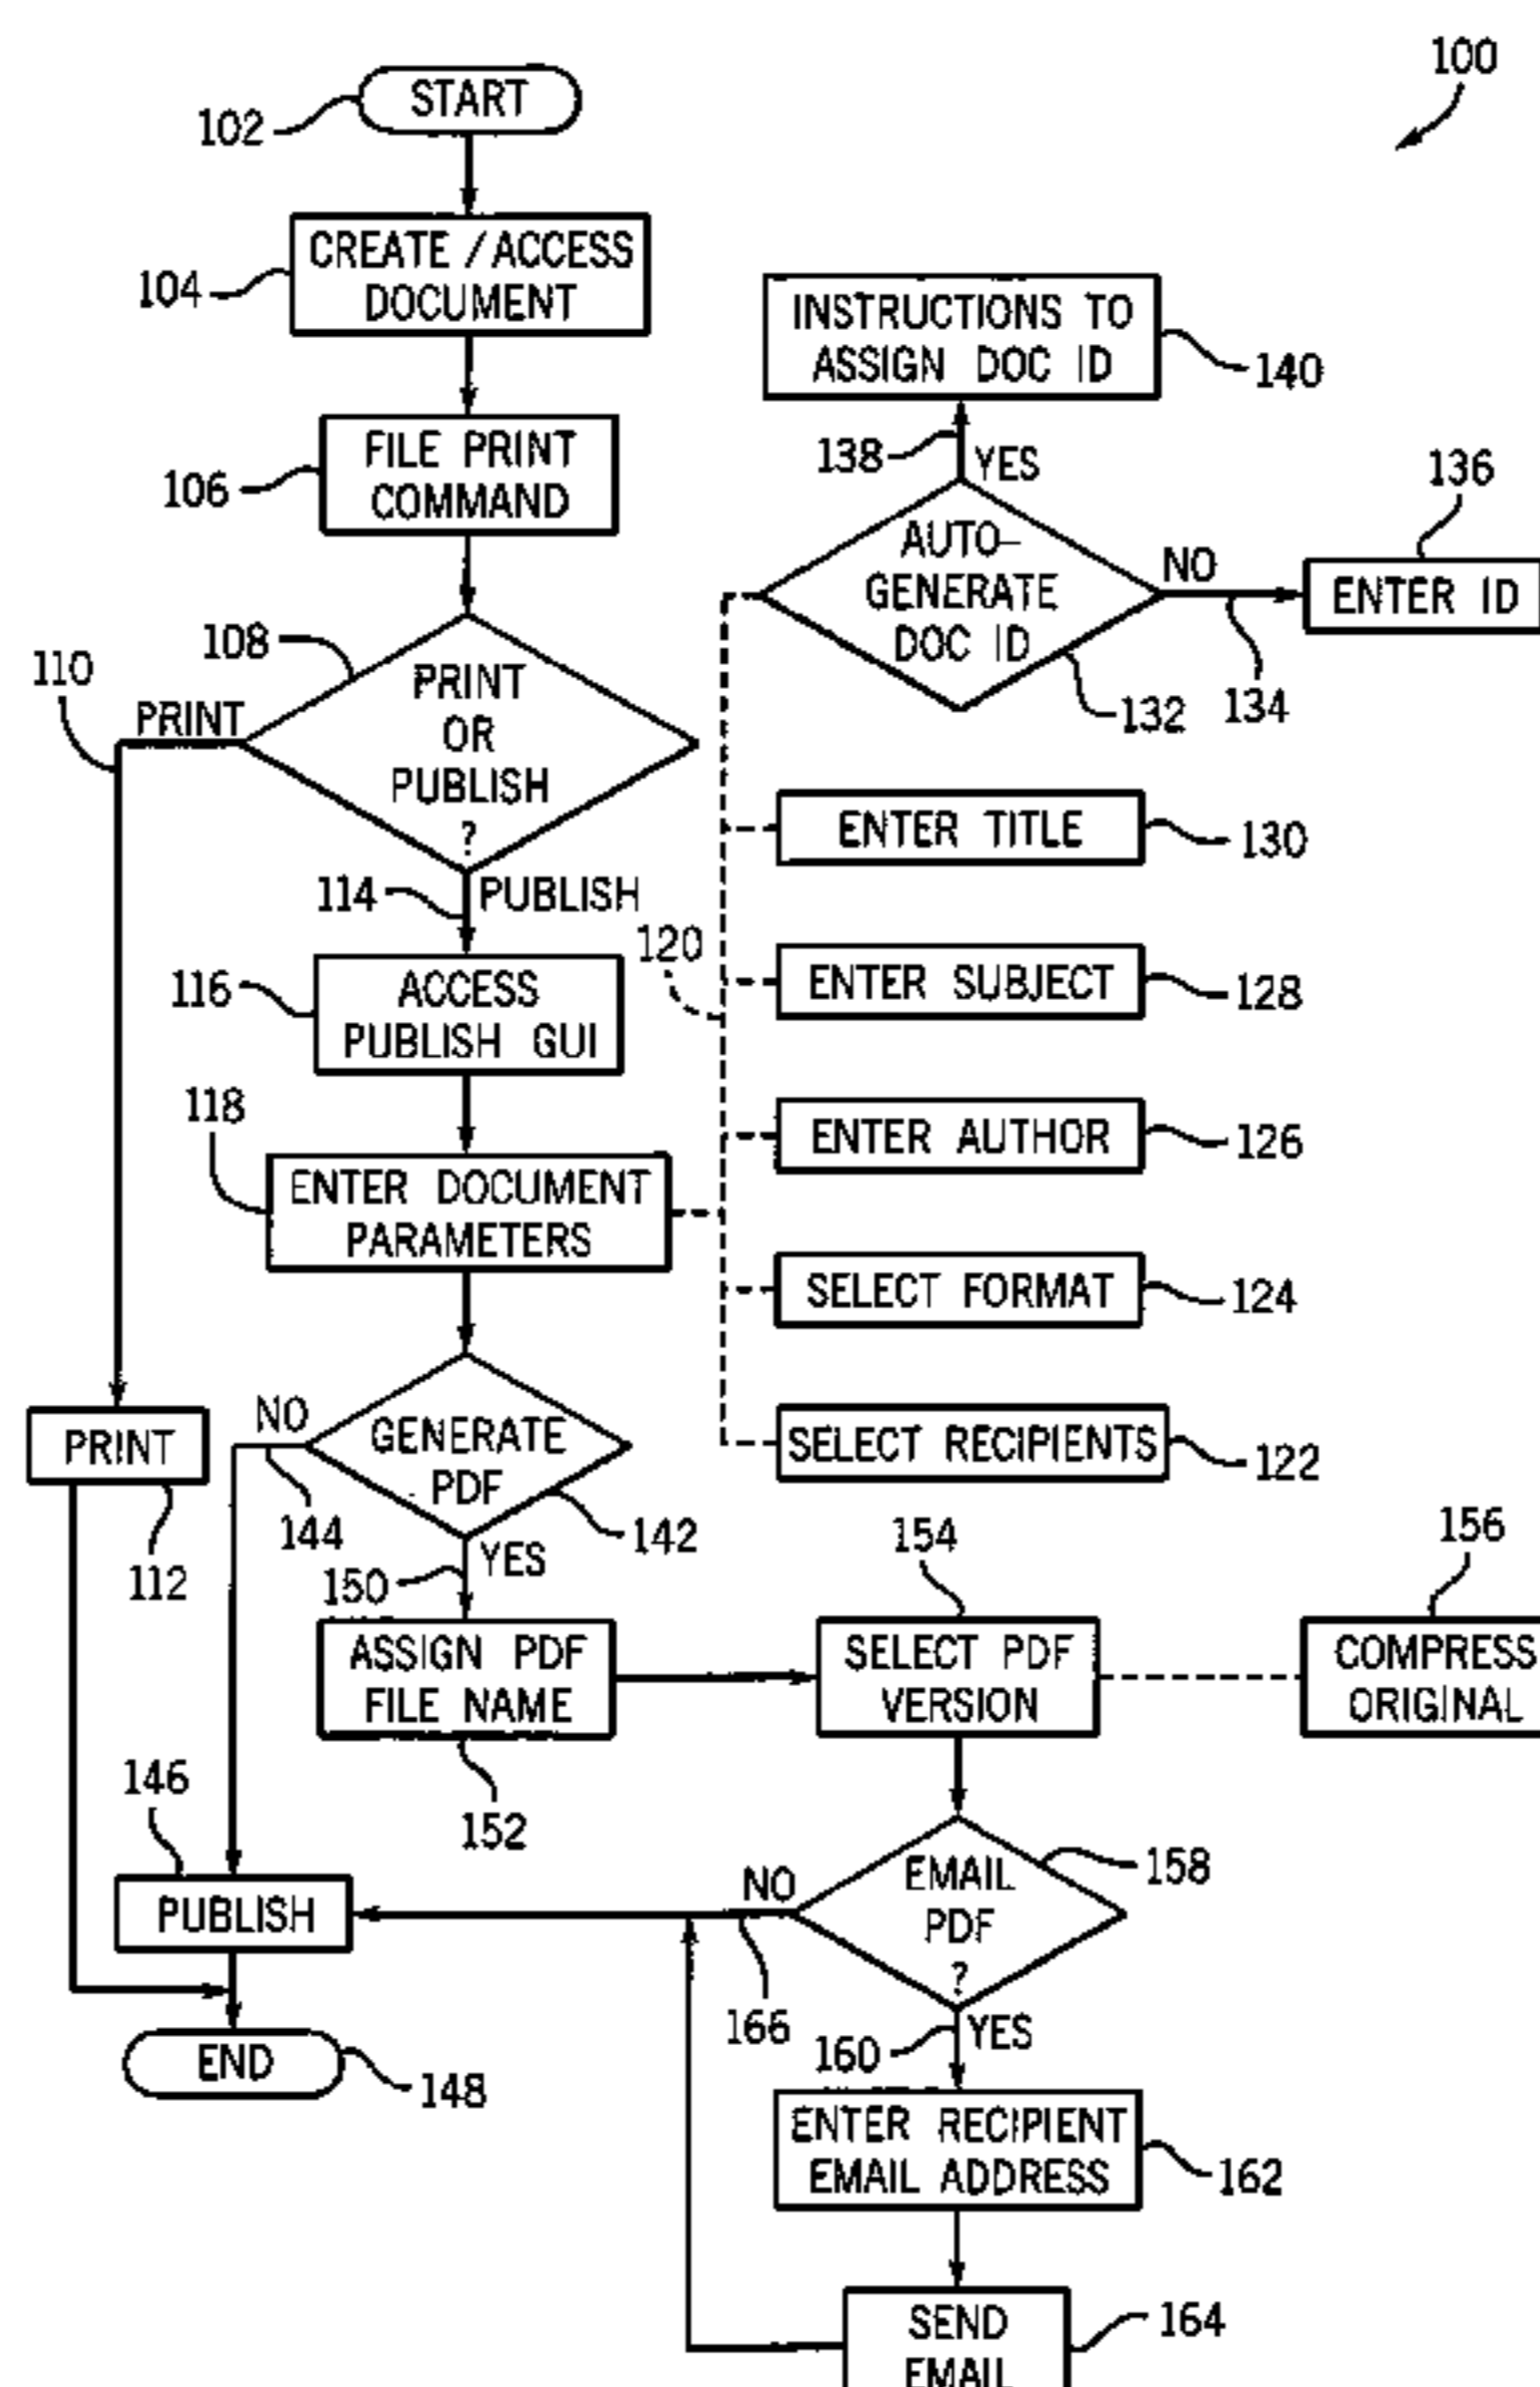 100
START
102
CREATE / ACCESS
DOCUMENT
104
INSTRUCTIONS TO
ASSIGN DOC ID
140
138
YES
FILE PRINT
COMMAND
106
136
AUTO-
GENERATE
DOC ID
NO
ENTER ID
132
134
108
110
PRINT
PRINT
OR
PUBLISH
?
ENTER TITLE
130
114
PUBLISH
120
ENTER SUBJECT
128
116
ACCESS
PUBLISH GUI
118
ENTER AUTHOR
126
ENTER DOCUMENT
PARAMETERS
SELECT FORMAT
124
NO
GENERATE
PDF
SELECT RECIPIENTS
122
PRINT
112
144
142
150
YES
154
156
ASSIGN PDF
FILE NAME
SELECT PDF
VERSION
COMPRESS
ORIGINAL
152
146
PUBLISH
NO
EMAIL
PDF
?
158
166
160
YES
END
148
ENTER RECIPIENT
EMAIL ADDRESS
162
SEND
EMAIL
164